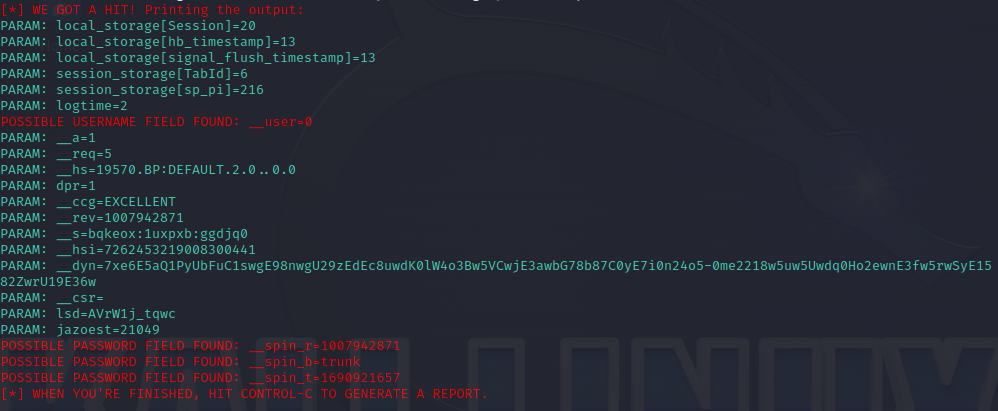 [*] WE GOT A HIT! Printing the output:
PARAM: local_storage[Session]=20
PARAM: local_storage[hb_timestamp]=13
PARAM: local_storage[signal_flush_timestamp]=13
PARAM: session_storage[TabId]=6
PARAM: session_storage[sp_pi]=216
PARAM: logtime=2
POSSIBLE USERNAME FIELD FOUND: __user=0
PARAM: __a=1
PARAM: __req=5
PARAM: __hs=19570.BP:DEFAULT.2.0..0.0
PARAM: dpr=1
PARAM: __ccg=EXCELLENT
PARAM: __rev=1007942871
PARAM: __s=bqkeox:1uxpxb:ggdjq0
PARAM: __hsi=7262453219008300441
PARAM: __dyn=7xe6E5aQ1PyUbFuC1swgE98nwgU29zEdEc8uwdK0lW4o3Bw5VCwjE3awbG78b87C0yE7i0n24o5-0me2218w5uw5Uwdq0Ho2ewnE3fw5rwSyE15
82ZwrU19E36w
PARAM: __csr=
PARAM: lsd=AVrW1j_tqwc
PARAM: jazoest=21049
POSSIBLE PASSWORD FIELD FOUND: __spin_r=1007942871
POSSIBLE PASSWORD FIELD FOUND: __spin_b=trunk
POSSIBLE PASSWORD FIELD FOUND: __spin_t=1690921657
[*] WHEN YOU'RE FINISHED, HIT CONTROL-C TO GENERATE A REPORT.